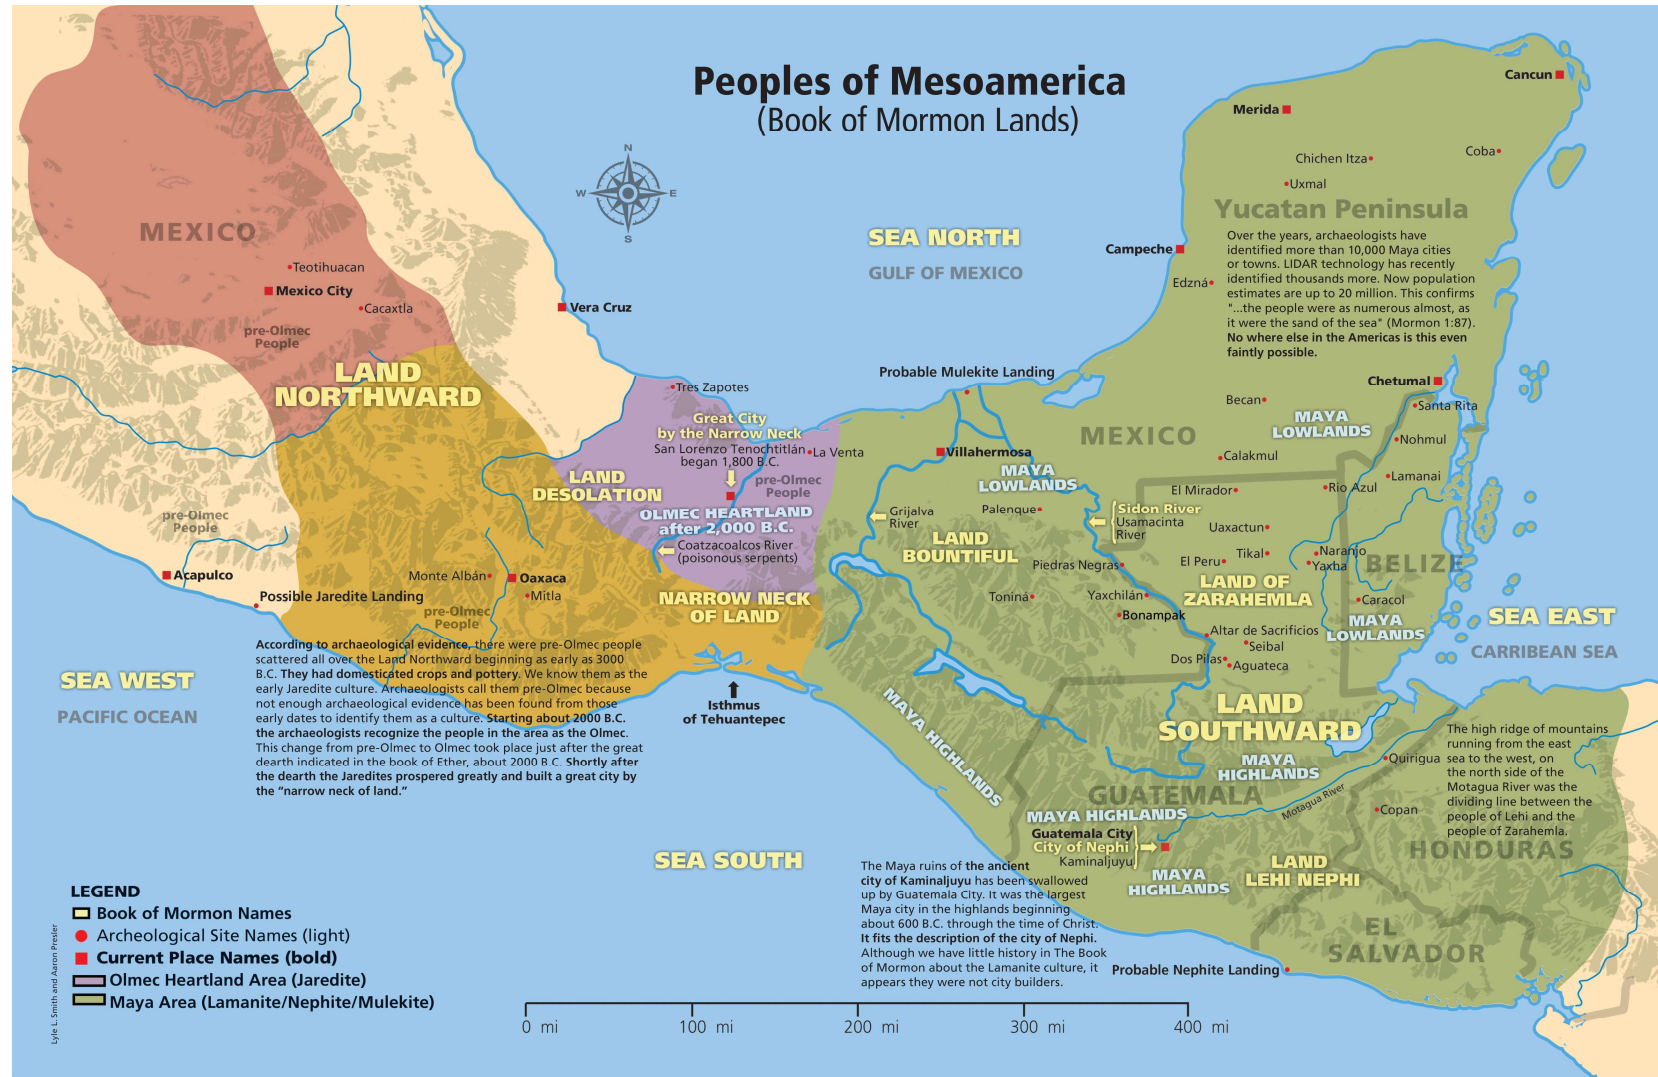 Peoples of Mesoamerica
(Book of Mormon Lands)
N
W
E
S
SEA NORTH
GULF OF MEXICO
MEXICO
Teotihuacan
Mexico City
Cacaxtla
pre-Olmec
People
LAND
NORTHWARD
Vera Cruz
Cancun
Merida
Chichen Itza
Coba
Uxmal
Yucatan Peninsula
Campeche
Edzná
Over the years, archaeologists have
identified more than 10,000 Maya cities
or towns. LIDAR technology has recently
identified thousands more. Now population
estimates are up to 20 million. This confirms
"...the people were as numerous almost, as
it were the sand of the sea" (Mormon 1:87).
No where else in the Americas is this even
faintly possible.
Tres Zapotes
Great City
by the Narrow Neck
San Lorenzo Tenochtitlán
began 1,800 B.C.
La Venta
pre-Olmec
People
LAND
DESOLATION
OLMEC HEARTLAND
after 2,000 B.C.
Coatzacoalcos River
(poisonous serpents)
NARROW NECK
OF LAND
Probable Mulekite Landing
Villahermosa
MAYA
LOWLANDS
Grijalva
River
Palenque
LAND
BOUNTIFUL
Sidon River
Usamacinta
River
Piedras Negras
Toniná
Yaxchilán
Bonampak
MEXICO
Chetumal
Becan
Santa Rita
MAYA
LOWLANDS
Nohmul
Calakmul
Lamanai
El Mirador
Rio Azul
Uaxactun
Tikal
Naranjo
El Peru
Yaxha
BELIZE
LAND OF
ZARAHEMLA
Caracol
MAYA
LOWLANDS
Altar de Sacrificios
Seibal
Dos Pilas
Aguateca
SEA EAST
CARRIBEAN SEA
pre-Olmec
People
Acapulco
Possible Jaredite Landing
Monte Albán
Oaxaca
Mitla
pre-Olmec
People
According to archaeological evidence, there were pre-Olmec people
scattered all over the Land Northward beginning as early as 3000
B.C. They had domesticated crops and pottery. We know them as the
early Jaredite culture. Archaeologists call them pre-Olmec because
not enough archaeological evidence has been found from those
early dates to identify them as a culture. Starting about 2000 B.C.
the archaeologists recognize the people in the area as the Olmec.
This change from pre-Olmec to Olmec took place just after the great
dearth indicated in the book of Ether, about 2000 B.C. Shortly after
the dearth the Jaredites prospered greatly and built a great city by
the "narrow neck of land."
SEA WEST
PACIFIC OCEAN
Isthmus
of Tehuantepec
MAYA HIGHLANDS
LAND
SOUTHWARD
MAYA
HIGHLANDS
GUATEMALA
MAYA HIGHLANDS
Motagua River
Quirigua
Copan
The high ridge of mountains
running from the east
sea to the west, on
the north side of the
Motagua River was the
dividing line between the
people of Lehi and the
people of Zarahemla.
HONDURAS
Guatemala City
City of Nephi
Kaminaljuyu
MAYA
HIGHLANDS
LAND
LEHI NEPHI
EL
SALVADOR
SEA SOUTH
The Maya ruins of the ancient
city of Kaminaljuyu has been swallowed
up by Guatemala City. It was the largest
Maya city in the highlands beginning
about 600 B.C. through the time of Christ.
It fits the description of the city of Nephi.
Although we have little history in The Book
of Mormon about the Lamanite culture, it
appears they were not city builders.
Probable Nephite Landing
LEGEND
Book of Mormon Names
Archeological Site Names (light)
Current Place Names (bold)
Olmec Heartland Area (Jaredite)
Maya Area (Lamanite/Nephite/Mulekite)
Lyle L. Smith and Aaron Presler
0 mi
100 mi
200 mi
300 mi
400 mi